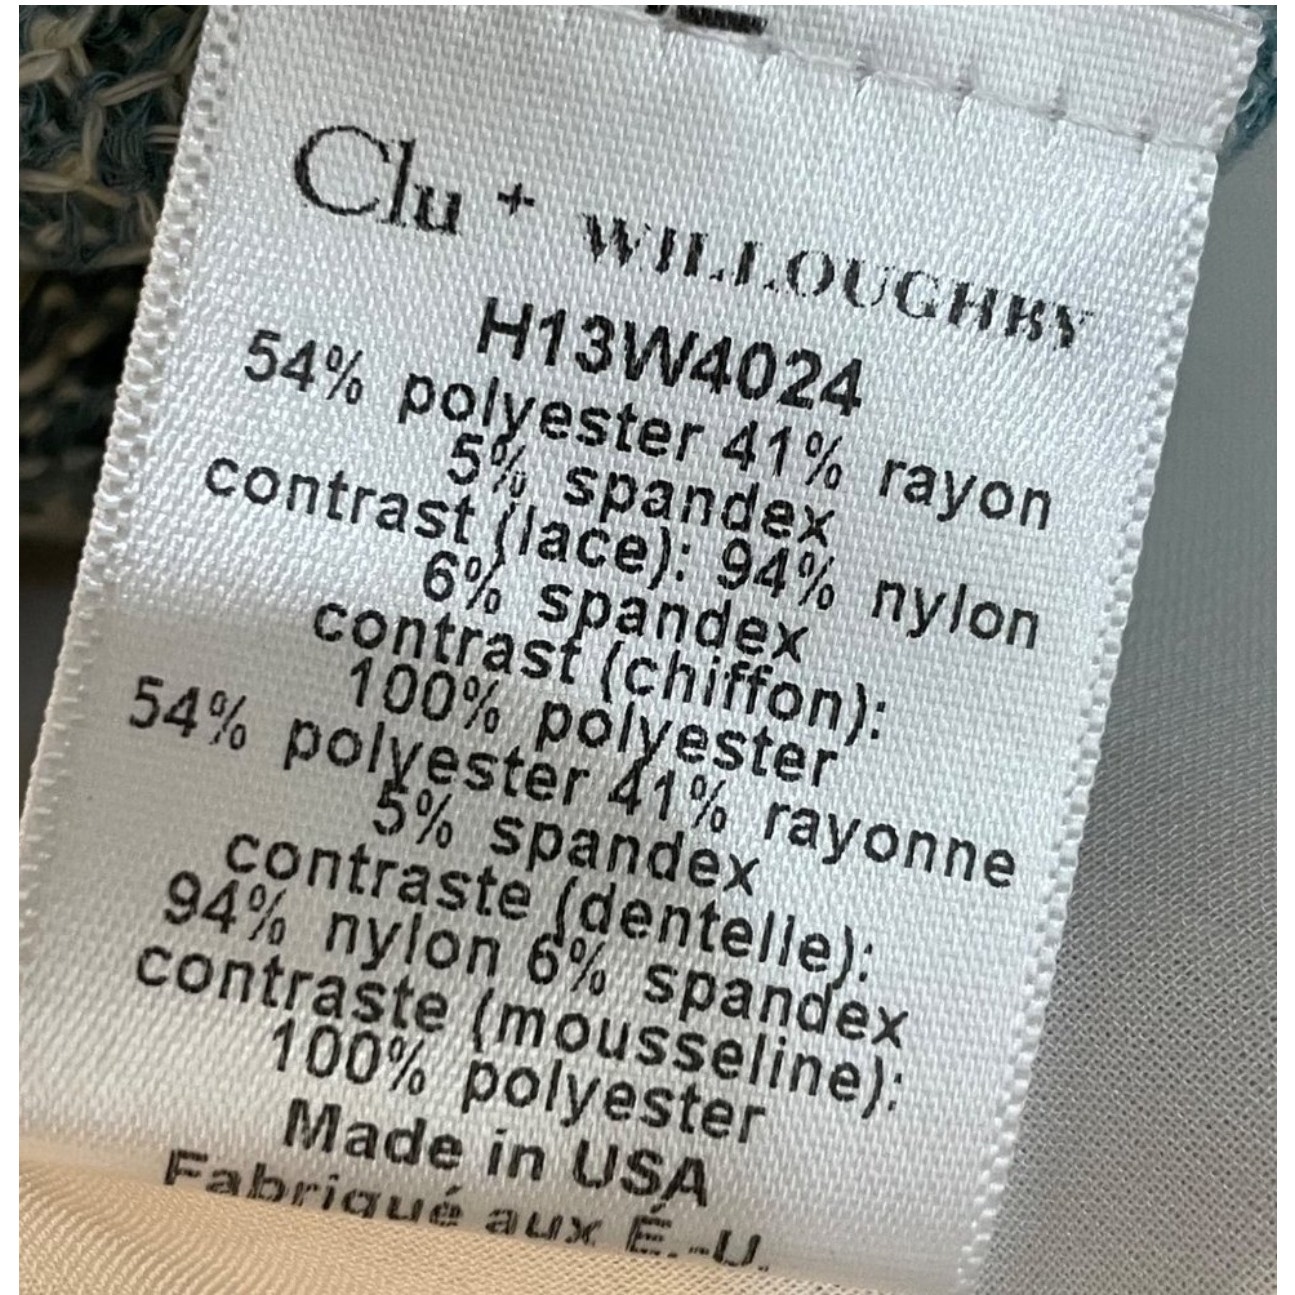 Clu + WILLOUGHBY
H13W4024
54% polyester 41% rayon
5% spandex
contrast (lace): 94% nylon
6% spandex
contrast (chiffon):
100% polyester
54% polyester 41% rayonne
5% spandex
contraste (dentelle):
94% nylon 6% spandex
contraste (mousseline):
100% polyester
Made in USA
Fabriqué aux É.-U.